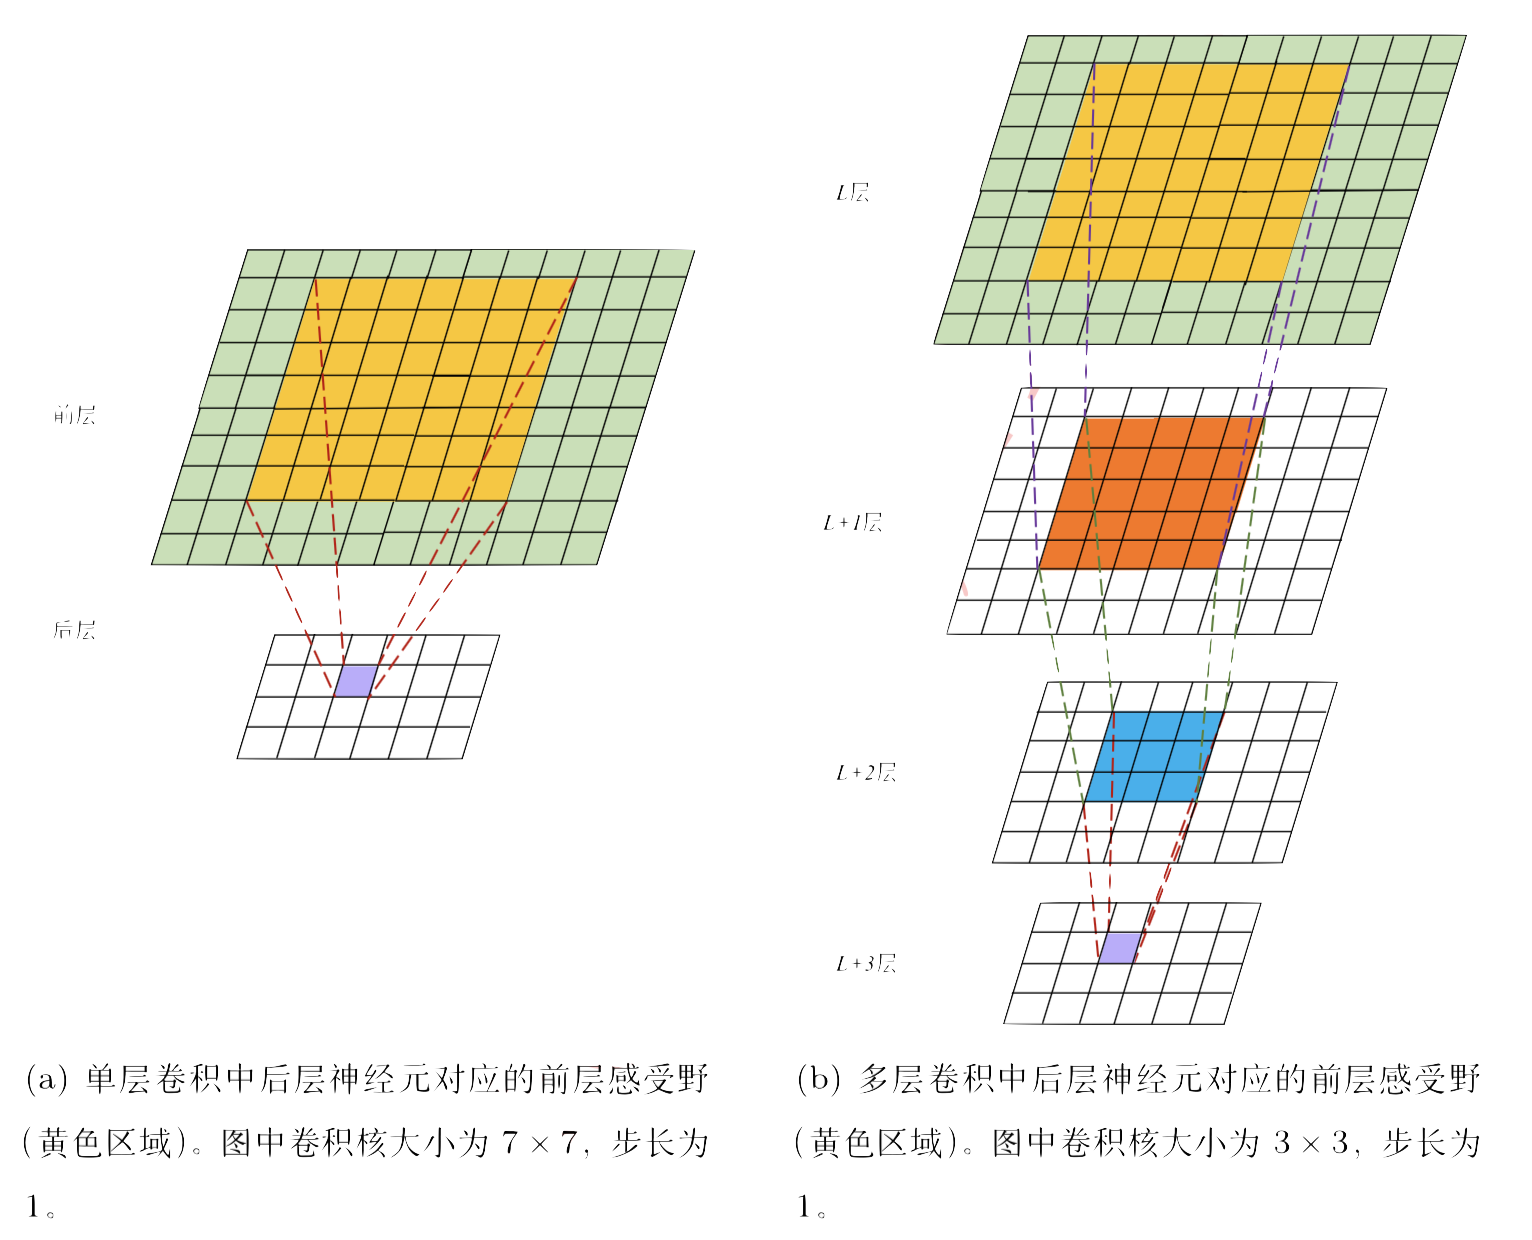 前层
后层
(a) 单层卷积中后层神经元对应的前层感受野
(黄色区域)。图中卷积核大小为 7 × 7, 步长为
1。
L层
L+1层
L+2层
L+3层
(b) 多层卷积中后层神经元对应的前层感受野
(黄色区域)。图中卷积核大小为 3 × 3, 步长为
1。